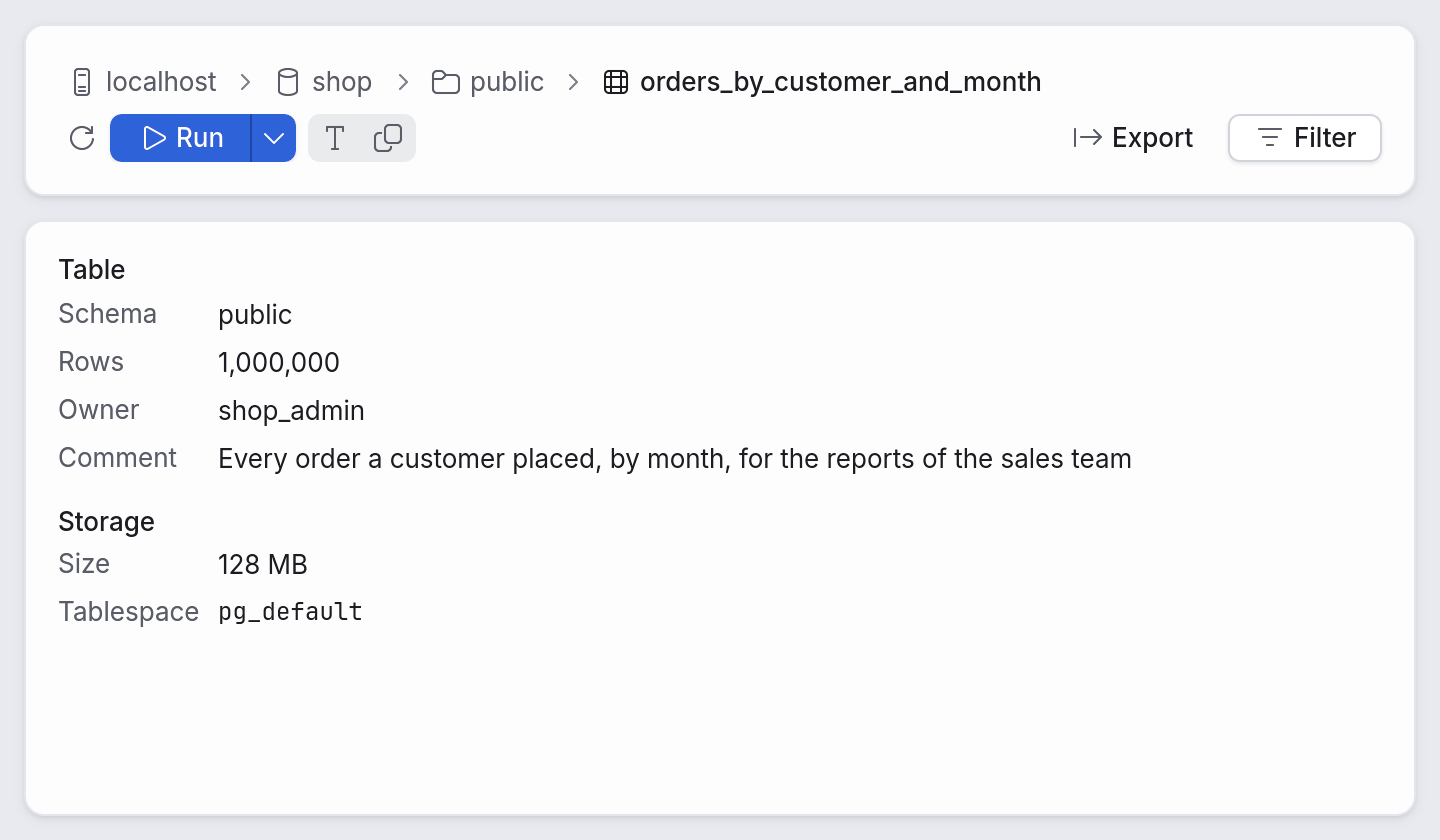 localhost shop public orders_by_customer_and_month
Run Export Filter
Table
Schema public
Rows 1,000,000
Owner shop_admin
Comment Every order a customer placed, by month, for the reports of the sales team
Storage
Size 128 MB
Tablespace pg_default